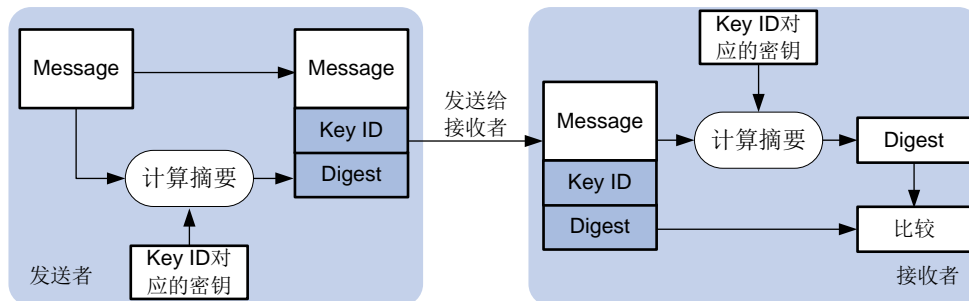 Message
Message
Key ID
Digest
计算摘要
Key ID对
应的密钥
发送者
发送给
接收者
Key ID对
应的密钥
Message
Key ID
Digest
计算摘要
Digest
比较
接收者